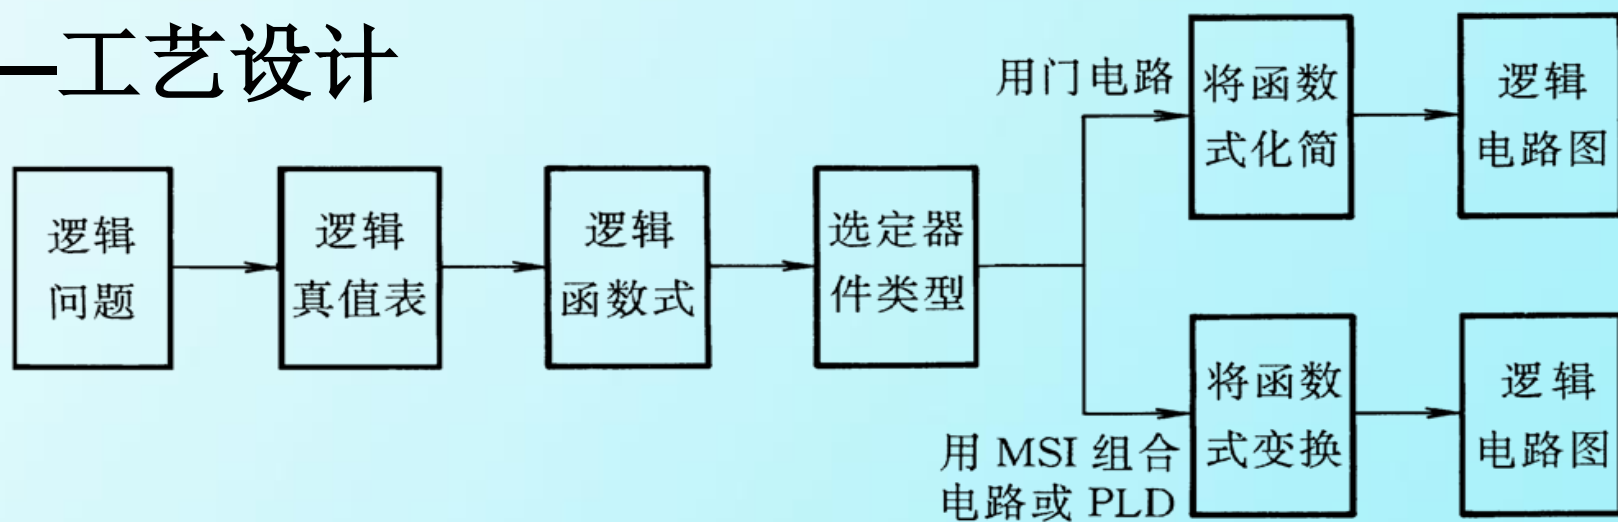 —工艺设计
逻辑
问题
逻辑
真值表
逻辑
函数式
选定器
件类型
用门电路
将函数
式化简
逻辑
电路图
用 MSI 组合
电路或 PLD
将函数
式变换
逻辑
电路图